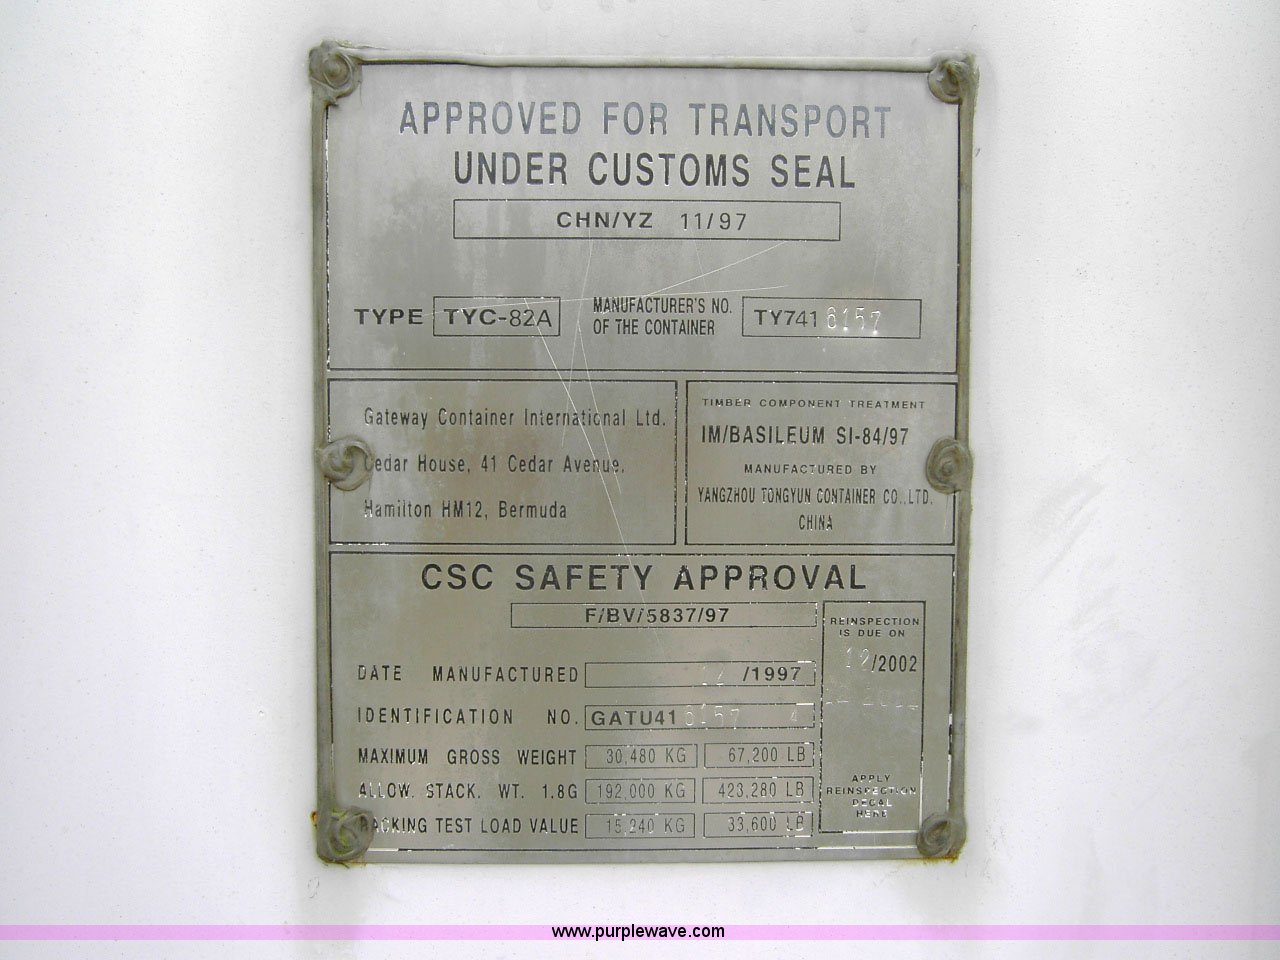 APPROVED FOR TRANSPORT
UNDER CUSTOMS SEAL
CHN/YZ 11/97
TYPE TYC-82A
MANUFACTURER'S NO.
OF THE CONTAINER
TY741 6157
Gateway Container International Ltd.
Cedar House, 41 Cedar Avenue,
Hamilton HM12, Bermuda
TIMBER COMPONENT TREATMENT
IM/BASILEUM SI-84/97
MANUFACTURED BY
YANGZHOU TONGYUN CONTAINER CO.,LTD.
CHINA
CSC SAFETY APPROVAL
F/BV/5837/97
DATE MANUFACTURED 12 /1997
IDENTIFICATION NO. GATU41 6157 4
MAXIMUM GROSS WEIGHT 30,480 KG 67,200 LB
ALLOW. STACK. WT. 1.8G 192,000 KG 423,280 LB
RACKING TEST LOAD VALUE 15,240 KG 33,600 LB
REINSPECTION
IS DUE ON
12/2002
APPLY
REINSPECTION
DECAL
HERE
www.purplewave.com